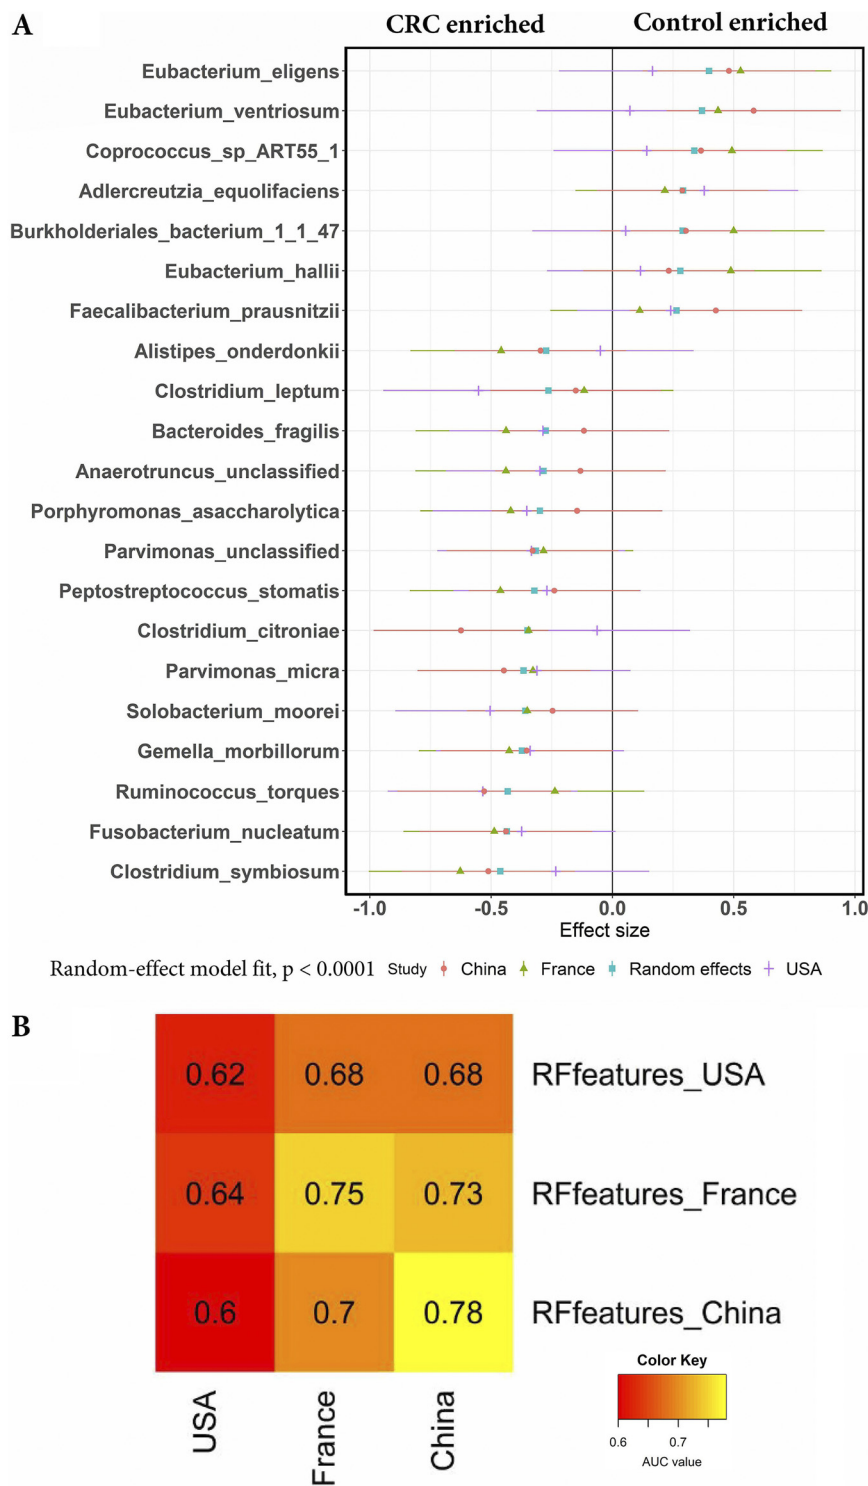 A
CRC enriched Control enriched
Eubacterium_eligens
Eubacterium_ventriosum
Coprococcus_sp_ART55_1
Adlercreutzia_equolifaciens
Burkholderiales_bacterium_1_1_47
Eubacterium_hallii
Faecalibacterium_prausnitzii
Alistipes_onderdonkii
Clostridium_leptum
Bacteroides_fragilis
Anaerotruncus_unclassified
Porphyromonas_asaccharolytica
Parvimonas_unclassified
Peptostreptococcus_stomatis
Clostridium_citroniae
Parvimonas_micra
Solobacterium_moorei
Gemella_morbillorum
Ruminococcus_torques
Fusobacterium_nucleatum
Clostridium_symbiosum
-1.0 -0.5 0.0 0.5 1.0
Effect size
Random-effect model fit, p < 0.0001 Study China France Random effects USA
B
0.62 0.68 0.68 RFfeatures_USA
0.64 0.75 0.73 RFfeatures_France
0.6 0.7 0.78 RFfeatures_China
USA France China
Color Key
0.6 0.7
AUC value